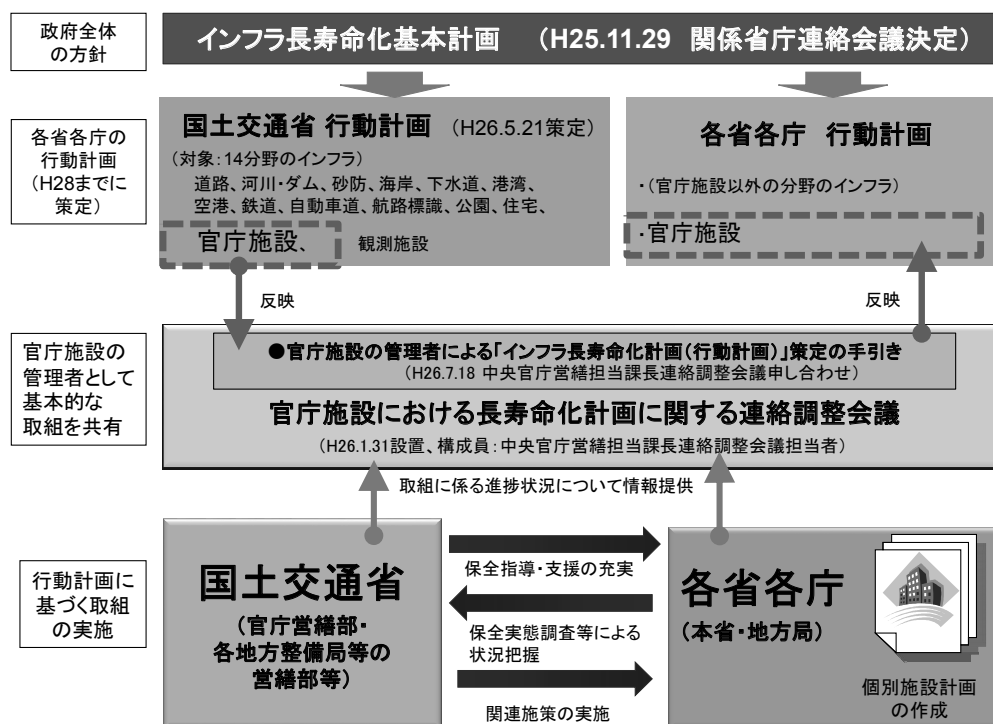 政府全体
の方針
インフラ長寿命化基本計画　（H25.11.29 関係省庁連絡会議決定）
各省各庁の
行動計画
（H28までに
策定）
国土交通省 行動計画 （H26.5.21策定）
（対象：14分野のインフラ）
道路、河川・ダム、砂防、海岸、下水道、港湾、
空港、鉄道、自動車道、航路標識、公園、住宅、
官庁施設、 観測施設
各省各庁　行動計画
・（官庁施設以外の分野のインフラ）
・官庁施設
反映
反映
官庁施設の
管理者として
基本的な
取組を共有
●官庁施設の管理者による「インフラ長寿命化計画（行動計画）」策定の手引き
（H26.7.18 中央官庁営繕担当課長連絡調整会議申し合わせ）
官庁施設における長寿命化計画に関する連絡調整会議
（H26.1.31設置、構成員：中央官庁営繕担当課長連絡調整会議担当者）
取組に係る進捗状況について情報提供
行動計画に
基づく取組
の実施
国土交通省
（官庁営繕部・
各地方整備局等の
営繕部等）
保全指導・支援の充実
保全実態調査等による
状況把握
関連施策の実施
各省各庁
（本省・地方局）
個別施設計画
の作成